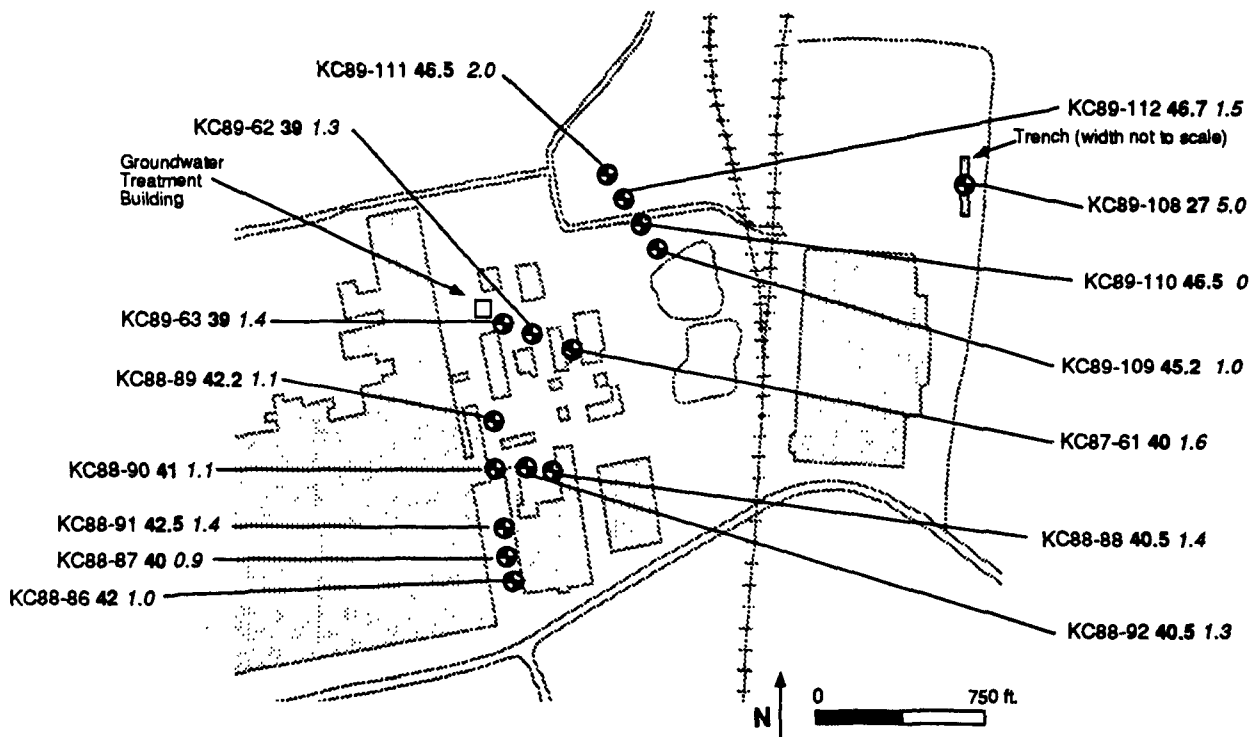 KC89-111 46.5 2.0
KC89-112 46.7 1.5
KC89-62 39 1.3
Trench (width not to scale)
Groundwater
Treatment
Building
KC89-108 27 5.0
KC89-110 46.5 0
KC89-63 39 1.4
KC89-109 45.2 1.0
KC88-89 42.2 1.1
KC87-61 40 1.6
KC88-90 41 1.1
KC88-91 42.5 1.4
KC88-88 40.5 1.4
KC88-87 40 0.9
KC88-86 42 1.0
KC88-92 40.5 1.3
0 750 ft.
N